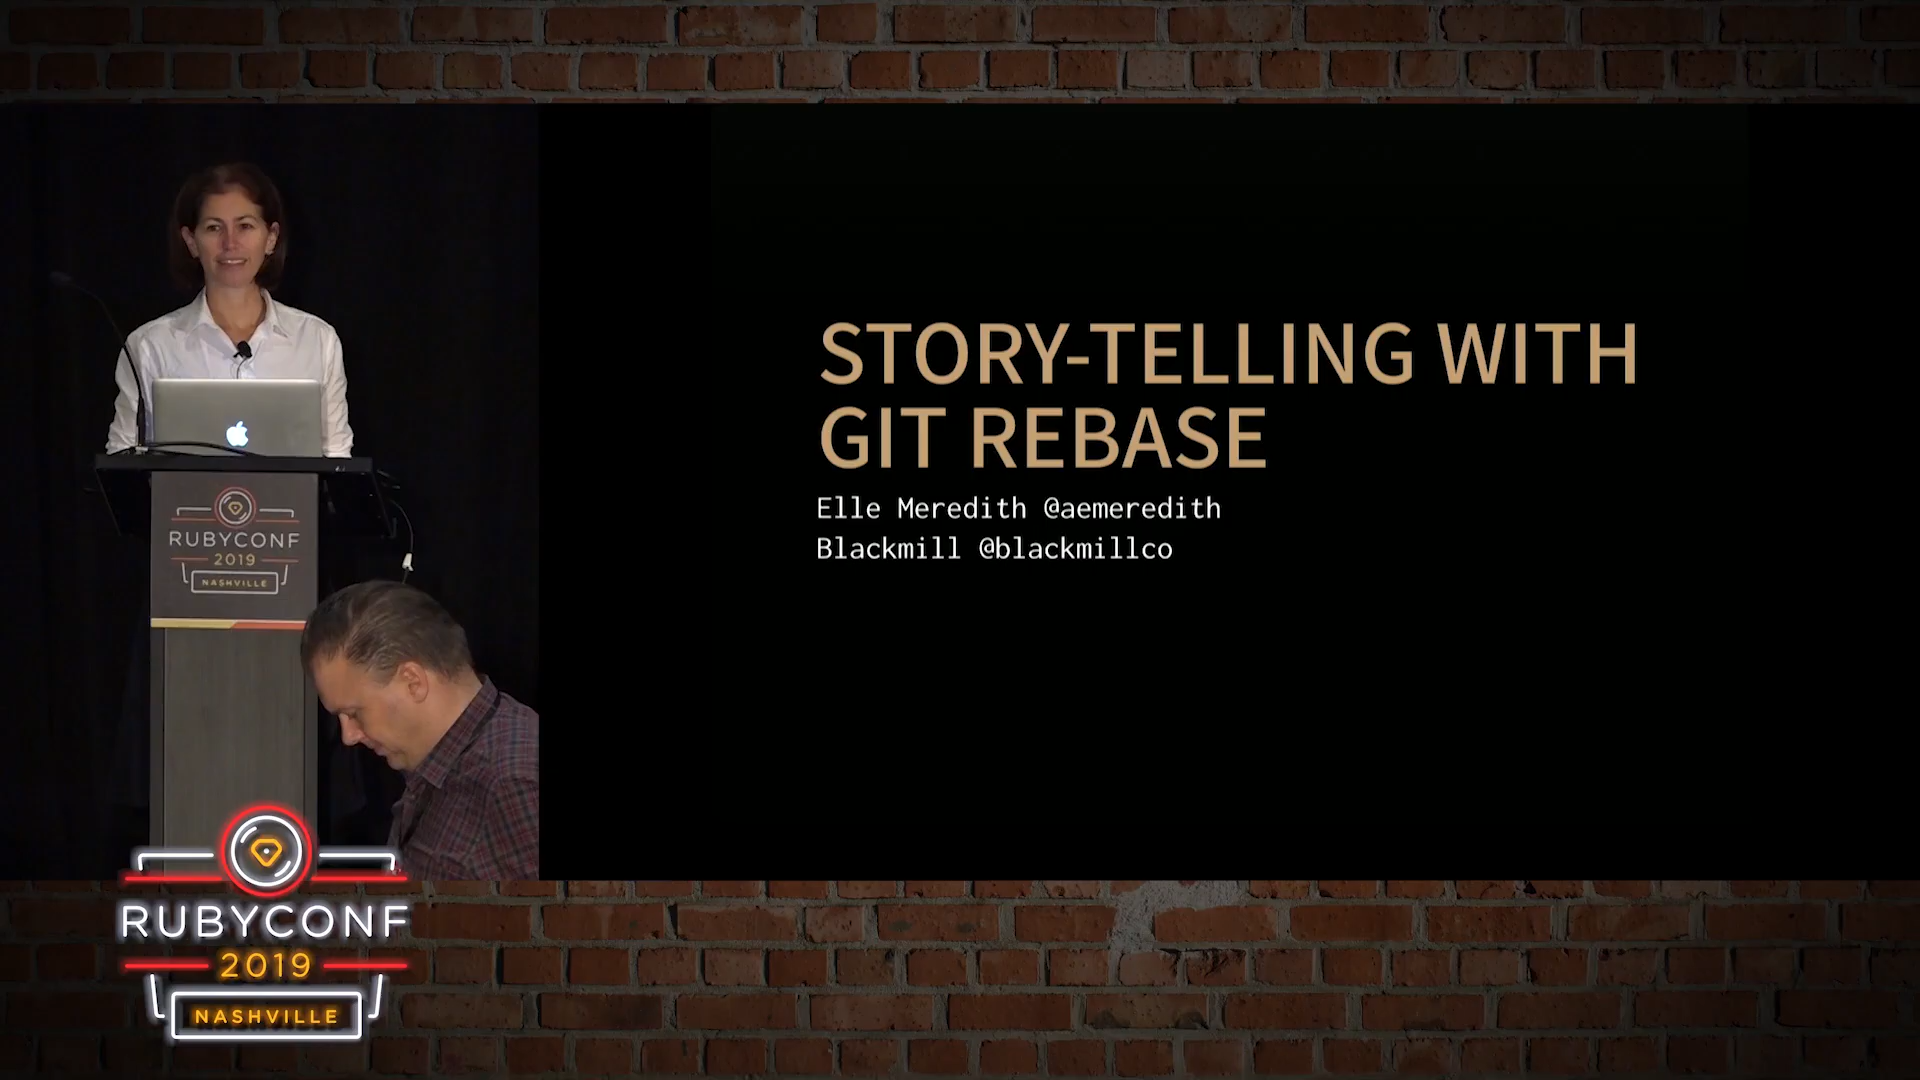 STORY-TELLING WITH
GIT REBASE
Elle Meredith @aemeredith
Blackmill @blackmillco
RUBYCONF
2019
NASHVILLE
RUBYCONF
2019
NASHVILLE